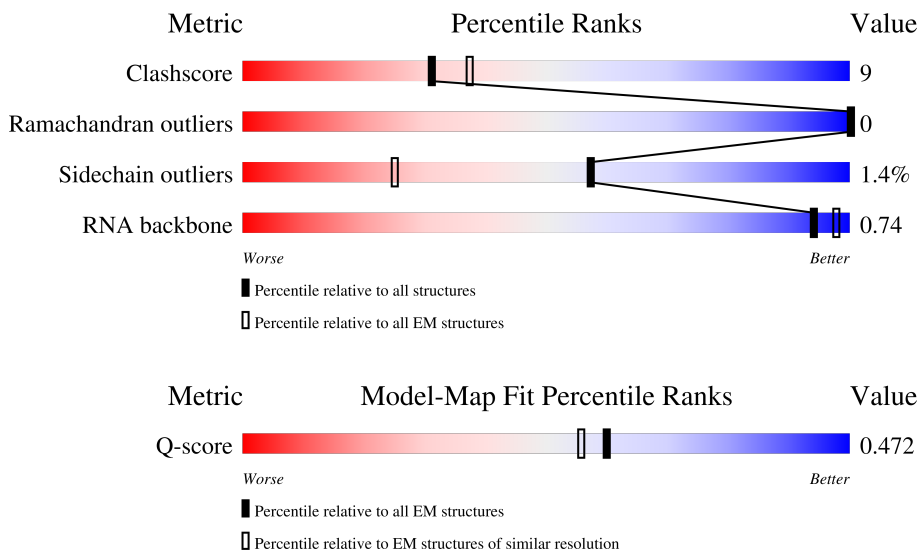 Metric Percentile Ranks Value
Clashscore 9
Ramachandran outliers 0
Sidechain outliers 1.4%
RNA backbone 0.74
Worse Better
Percentile relative to all structures
Percentile relative to all EM structures
Metric Model-Map Fit Percentile Ranks Value
Q-score 0.472
Worse Better
Percentile relative to all EM structures
Percentile relative to EM structures of similar resolution